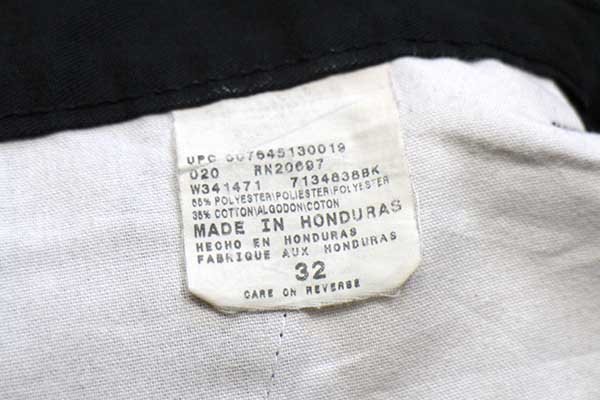 UPC 007645130019
020 RN20697
W341471 7134838BK
65% POLYESTER\POLIESTER\POLYESTER
35% COTTON\ALGODON\COTON
MADE IN HONDURAS
HECHO EN HONDURAS
FABRIQUE AUX HONDURAS
32
CARE ON REVERSE